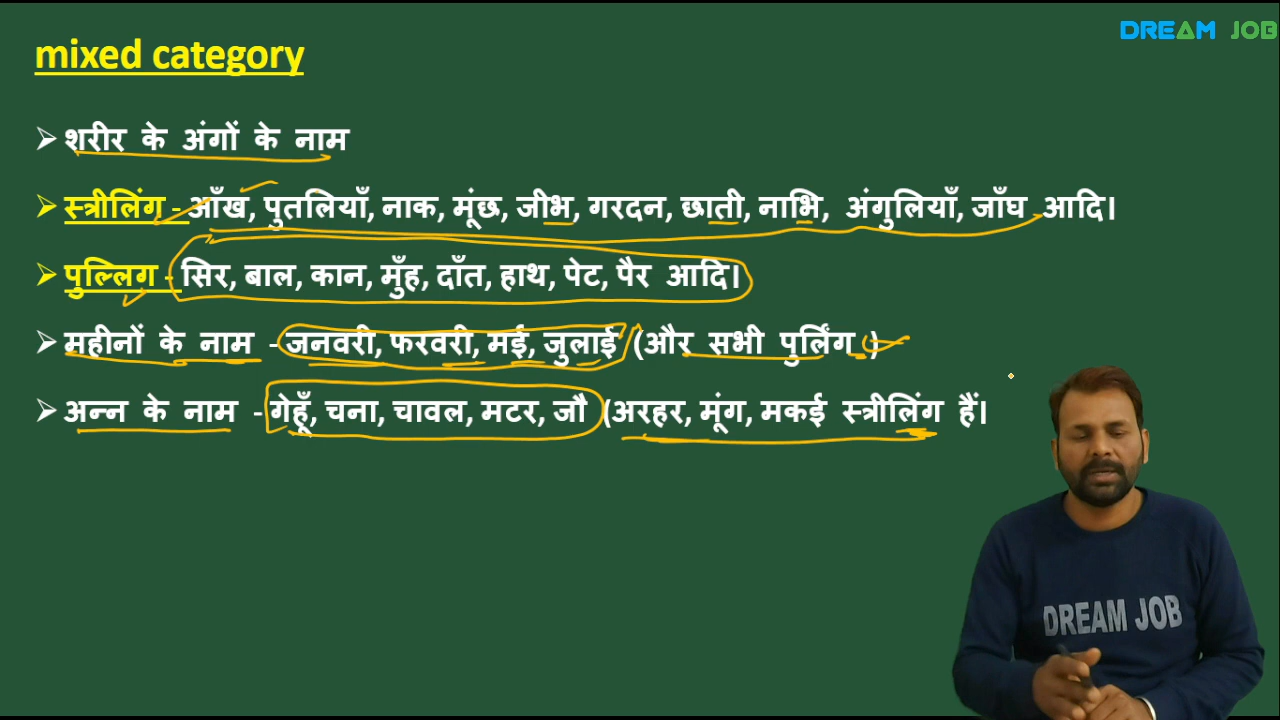 DREAM JOB
mixed category
➢ शरीर के अंगों के नाम
➢ स्त्रीलिंग - आँख, पुतलियाँ, नाक, मूंछ, जीभ, गरदन, छाती, नाभि, अंगुलियाँ, जाँघ आदि।
➢ पुल्लिग - सिर, बाल, कान, मुँह, दाँत, हाथ, पेट, पैर आदि।
➢ महीनों के नाम - जनवरी, फरवरी, मई, जुलाई (और सभी पुर्लिंग )
➢ अन्न के नाम - गेहूँ, चना, चावल, मटर, जौ (अरहर, मूंग, मकई स्त्रीलिंग हैं।
DREAM JOB